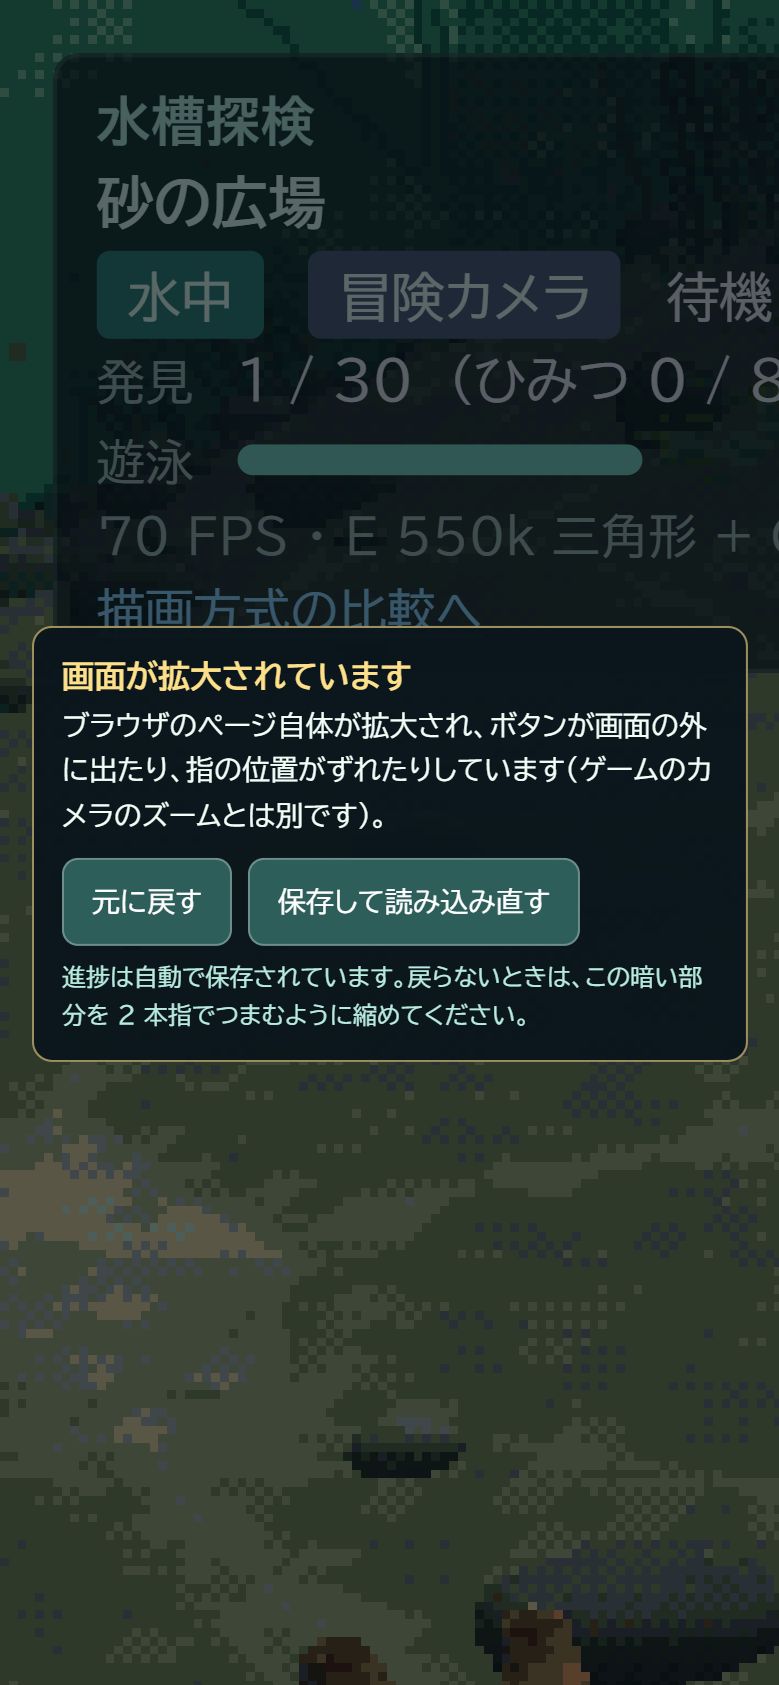 水槽探検
砂の広場
水中 冒険カメラ 待機
発見 1 / 30 (ひみつ 0 / 8
遊泳
70 FPS・E 550k 三角形 +
描画方式の比較へ
画面が拡大されています
ブラウザのページ自体が拡大され、ボタンが画面の外
に出たり、指の位置がずれたりしています(ゲームのカ
メラのズームとは別です)。
元に戻す 保存して読み込み直す
進捗は自動で保存されています。戻らないときは、この暗い部
分を 2 本指でつまむように縮めてください。